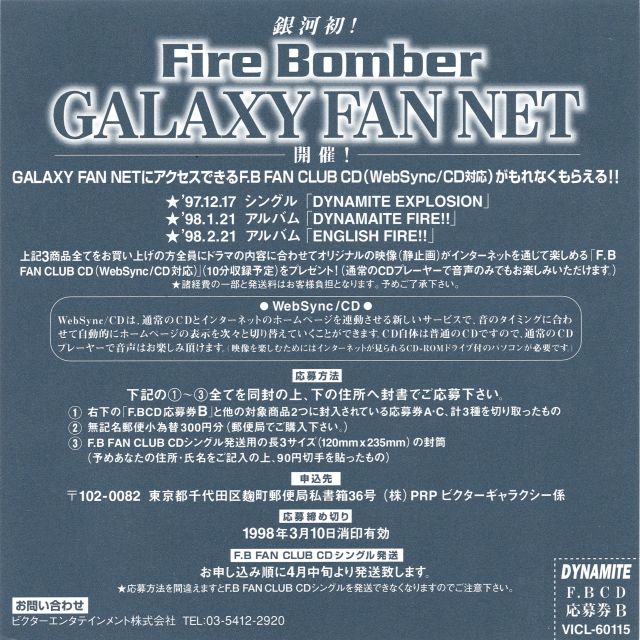 銀河初!
Fire Bomber
GALAXY FAN NET
開催!
GALAXY FAN NETにアクセスできるF.B FAN CLUB CD(WebSync/CD対応)がもれなくもらえる!!
★'97.12.17 シングル「DYNAMITE EXPLOSION」
★'98.1.21 アルバム「DYNAMAITE FIRE!!」
★'98.2.21 アルバム「ENGLISH FIRE!!」
上記3商品全てをお買い上げの方全員にドラマの内容に合わせてオリジナルの映像(静止画)がインターネットを通じて楽しめる「F.B
FAN CLUB CD(WebSync/CD対応)」(10分収録予定)をプレゼント!(通常のCDプレーヤーで音声のみでもお楽しみいただけます。)
★諸経費の一部と発送料はお客様負担となります。予めご了承下さい。
●WebSync/CD●
WebSync/CDは、通常のCDとインターネットのホームページを連動させる新しいサービスで、音のタイミングに合わ
せて自動的にホームページの表示を次々と切り替えていくことができます。CD自体は普通のCDですので、通常のCD
プレーヤーで音声はお楽しみ頂けます。(映像を楽しむためにはインターネットが見られるCD-ROMドライブ付のパソコンが必要です。)
応募方法
下記の①~③全てを同封の上、下の住所へ封書でご応募下さい。
① 右下の「F.BCD応募券B」と他の対象商品2つに封入されている応募券A・C、計3種を切り取ったもの
② 無記名郵便小為替300円分(郵便局でご購入下さい。)
③ F.B FAN CLUB CDシングル発送用の長3サイズ(120mm×235mm)の封筒
(予めあなたの住所・氏名をご記入の上、90円切手を貼ったもの)
申込先
〒102-0082 東京都千代田区麹町郵便局私書箱36号 (株)PRP ビクターギャラクシー係
応募締め切り
1998年3月10日消印有効
F.B FAN CLUB CDシングル発送
お申し込み順に4月中旬より発送致します。
★応募方法を間違えますとF.B FAN CLUB CDシングルを発送できなくなりますのでご注意下さい。
お問い合わせ
ビクターエンタテインメント株式会社 TEL:03-5412-2920
DYNAMITE
F.BCD
応募券B
VICL-60115